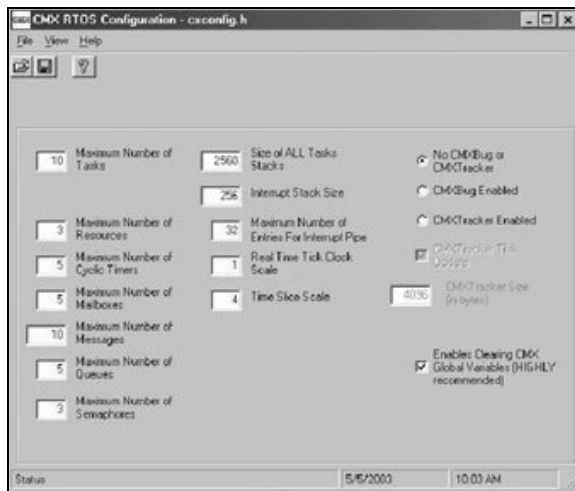 CMX RTOS Configuration - cxconfig.h
File View Help
10 Maximum Number of
Tasks
3 Maximum Number of
Resources
5 Maximum Number of
Cyclic Timers
5 Maximum Number of
Mailboxes
10 Maximum Number of
Messages
5 Maximum Number of
Queues
3 Maximum Number of
Semaphores
2560 Size of ALL Tasks
Stacks
256 Interrupt Stack Size
32 Maximum Number of
Entries For Interrupt Pipe
1 Real Time Tick Clock
Scale
4 Time Slice Scale
No CMXBug or
CMXTracker
CMXBug Enabled
CMXTracker Enabled
CMXTracker Tick
Update
4096 CMXTracker Size
(in bytes)
Enables Clearing CMX
Global Variables (HIGHLY
recommended)
Status 5/5/2003 10:03 AM